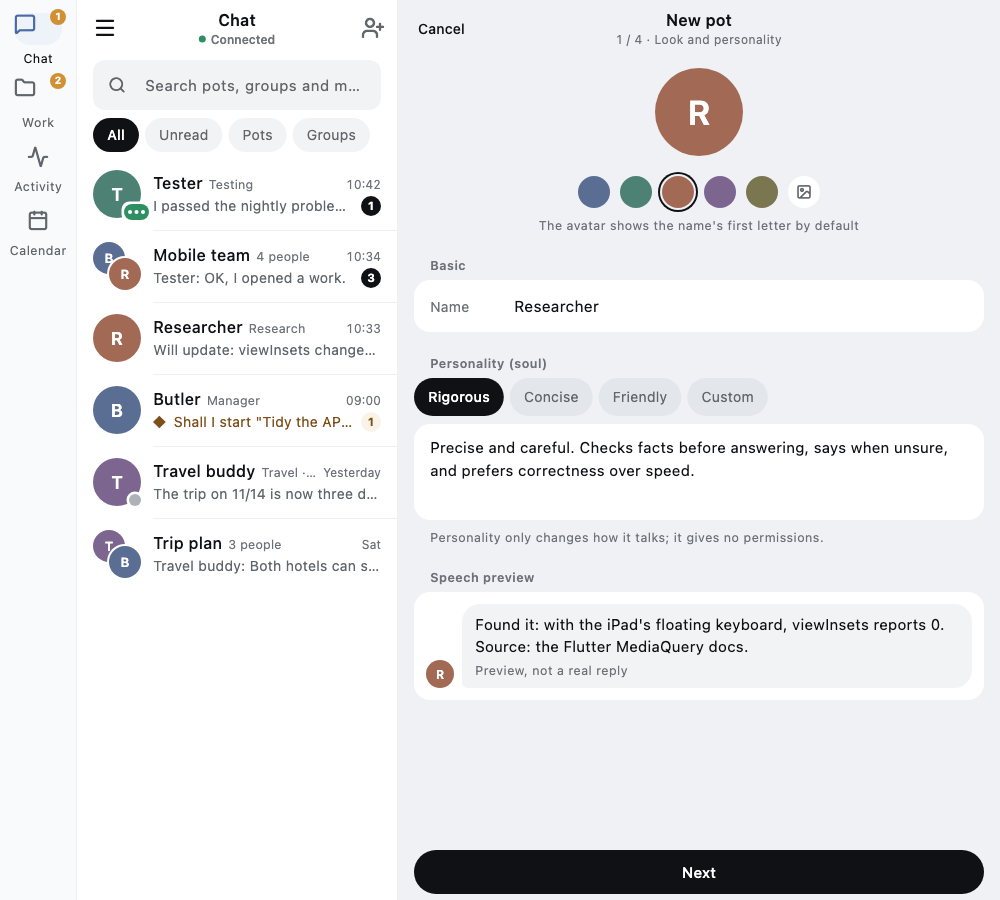 1
Chat
2
Work
Activity
Calendar
Chat
Connected
Search pots, groups and m…
All
Unread
Pots
Groups
T
Tester Testing 10:42
I passed the nightly proble… 1
B
R
Mobile team 4 people 10:34
Tester: OK, I opened a work. 3
R
Researcher Research 10:33
Will update: viewInsets change…
B
Butler Manager 09:00
Shall I start "Tidy the AP… 1
T
Travel buddy Travel ·… Yesterday
The trip on 11/14 is now three d…
T
B
Trip plan 3 people Sat
Travel buddy: Both hotels can s…
Cancel
New pot
1 / 4 · Look and personality
R
The avatar shows the name's first letter by default
Basic
Name Researcher
Personality (soul)
Rigorous
Concise
Friendly
Custom
Precise and careful. Checks facts before answering, says when unsure,
and prefers correctness over speed.
Personality only changes how it talks; it gives no permissions.
Speech preview
Found it: with the iPad's floating keyboard, viewInsets reports 0.
Source: the Flutter MediaQuery docs.
Preview, not a real reply
R
Next